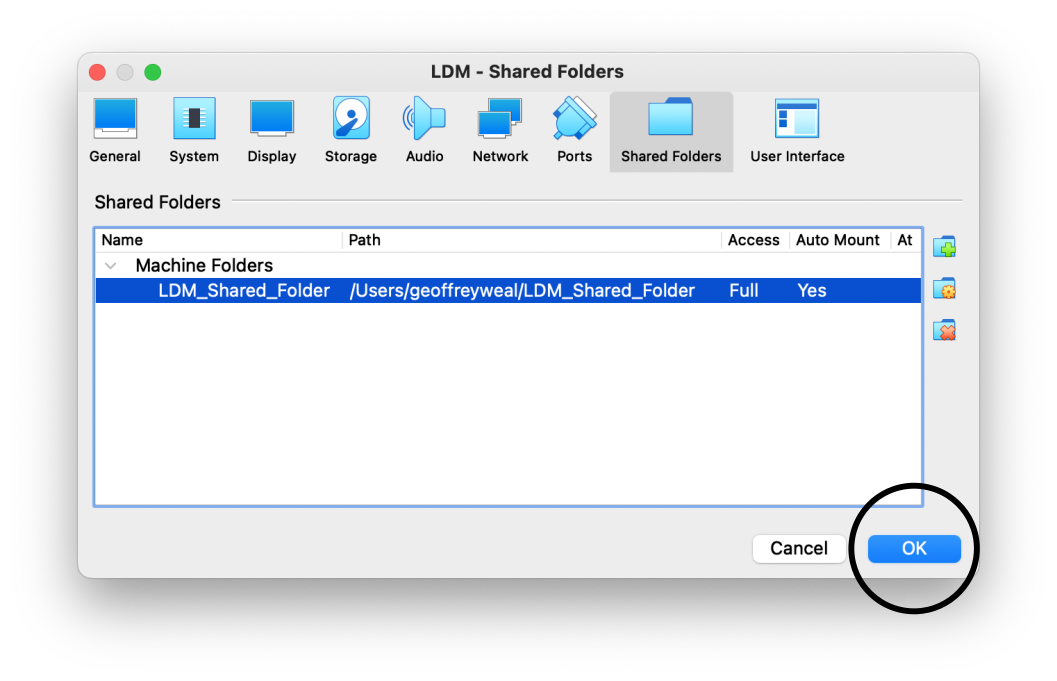 LDM - Shared Folders
General System Display Storage Audio Network Ports Shared Folders User Interface
Shared Folders
Name Path Access Auto Mount At
Machine Folders
LDM_Shared_Folder /Users/geoffreyweal/LDM_Shared_Folder Full Yes
Cancel OK